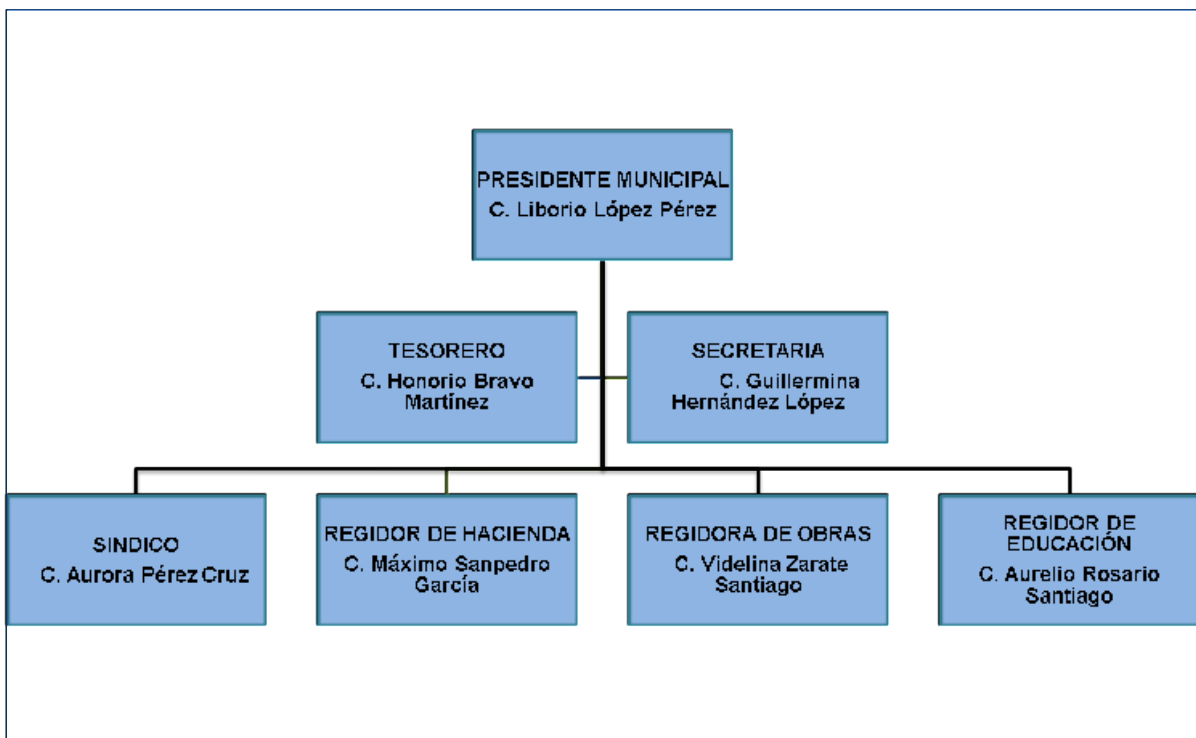 PRESIDENTE MUNICIPAL
C. Liborio López Pérez
TESORERO
C. Honorio Bravo
Martínez
SECRETARIA
C. Guillermina
Hernández López
SINDICO
C. Aurora Pérez Cruz
REGIDOR DE HACIENDA
C. Máximo Sanpedro
García
REGIDORA DE OBRAS
C. Videlina Zarate
Santiago
REGIDOR DE
EDUCACIÓN
C. Aurelio Rosario
Santiago